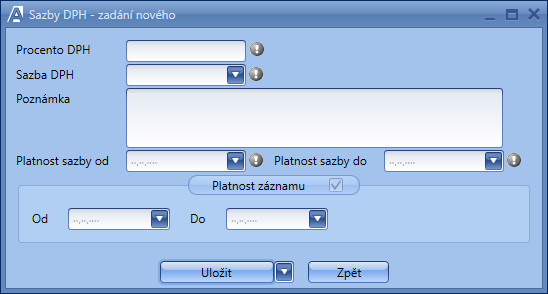 Sazby DPH - zadání nového
Procento DPH
Sazba DPH
Poznámka
Platnost sazby od ..,..,.... Platnost sazby do ..,..,....
Platnost záznamu
Od ..,..,.... Do ..,..,....
Uložit Zpět